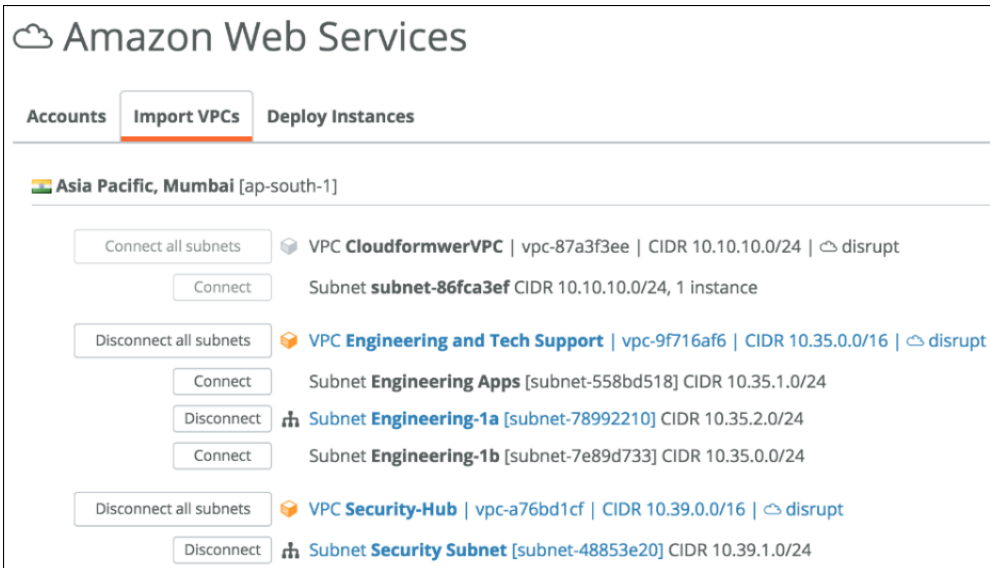 Amazon Web Services
Accounts Import VPCs Deploy Instances
Asia Pacific, Mumbai [ap-south-1]
Connect all subnets VPC CloudformwerVPC | vpc-87a3f3ee | CIDR 10.10.10.0/24 | disrupt
Connect Subnet subnet-86fca3ef CIDR 10.10.10.0/24, 1 instance
Disconnect all subnets VPC Engineering and Tech Support | vpc-9f716af6 | CIDR 10.35.0.0/16 | disrupt
Connect Subnet Engineering Apps [subnet-558bd518] CIDR 10.35.1.0/24
Disconnect Subnet Engineering-1a [subnet-78992210] CIDR 10.35.2.0/24
Connect Subnet Engineering-1b [subnet-7e89d733] CIDR 10.35.0.0/24
Disconnect all subnets VPC Security-Hub | vpc-a76bd1cf | CIDR 10.39.0.0/16 | disrupt
Disconnect Subnet Security Subnet [subnet-48853e20] CIDR 10.39.1.0/24